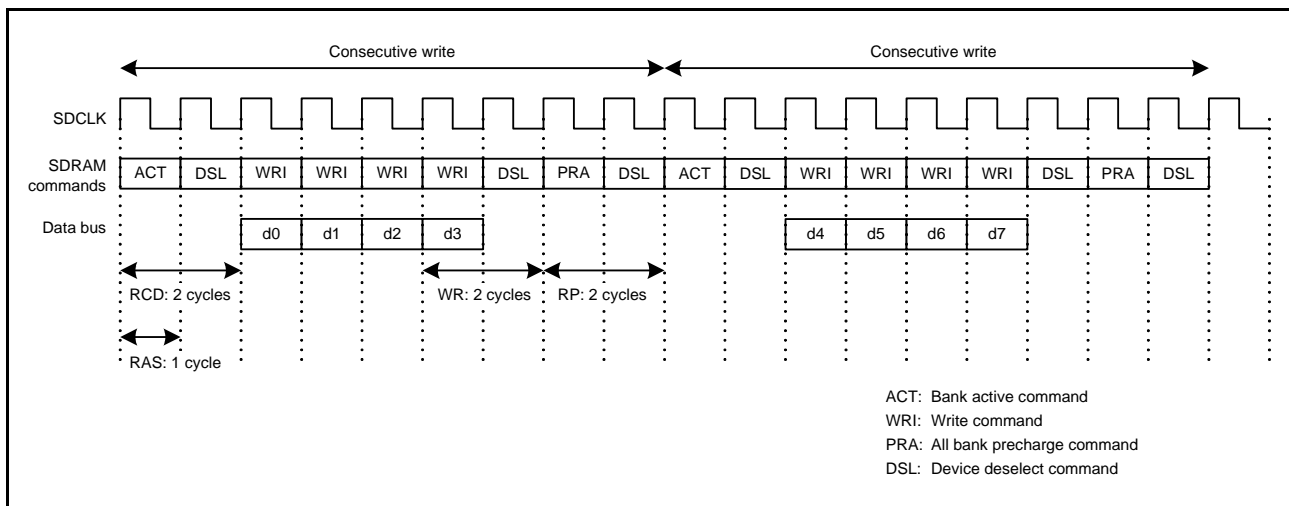 Consecutive write Consecutive write
SDCLK
SDRAM
commands
ACT DSL WRI WRI WRI WRI DSL PRA DSL ACT DSL WRI WRI WRI WRI DSL PRA DSL
Data bus
d0 d1 d2 d3 d4 d5 d6 d7
RCD: 2 cycles WR: 2 cycles RP: 2 cycles
RAS: 1 cycle
ACT: Bank active command
WRI: Write command
PRA: All bank precharge command
DSL: Device deselect command